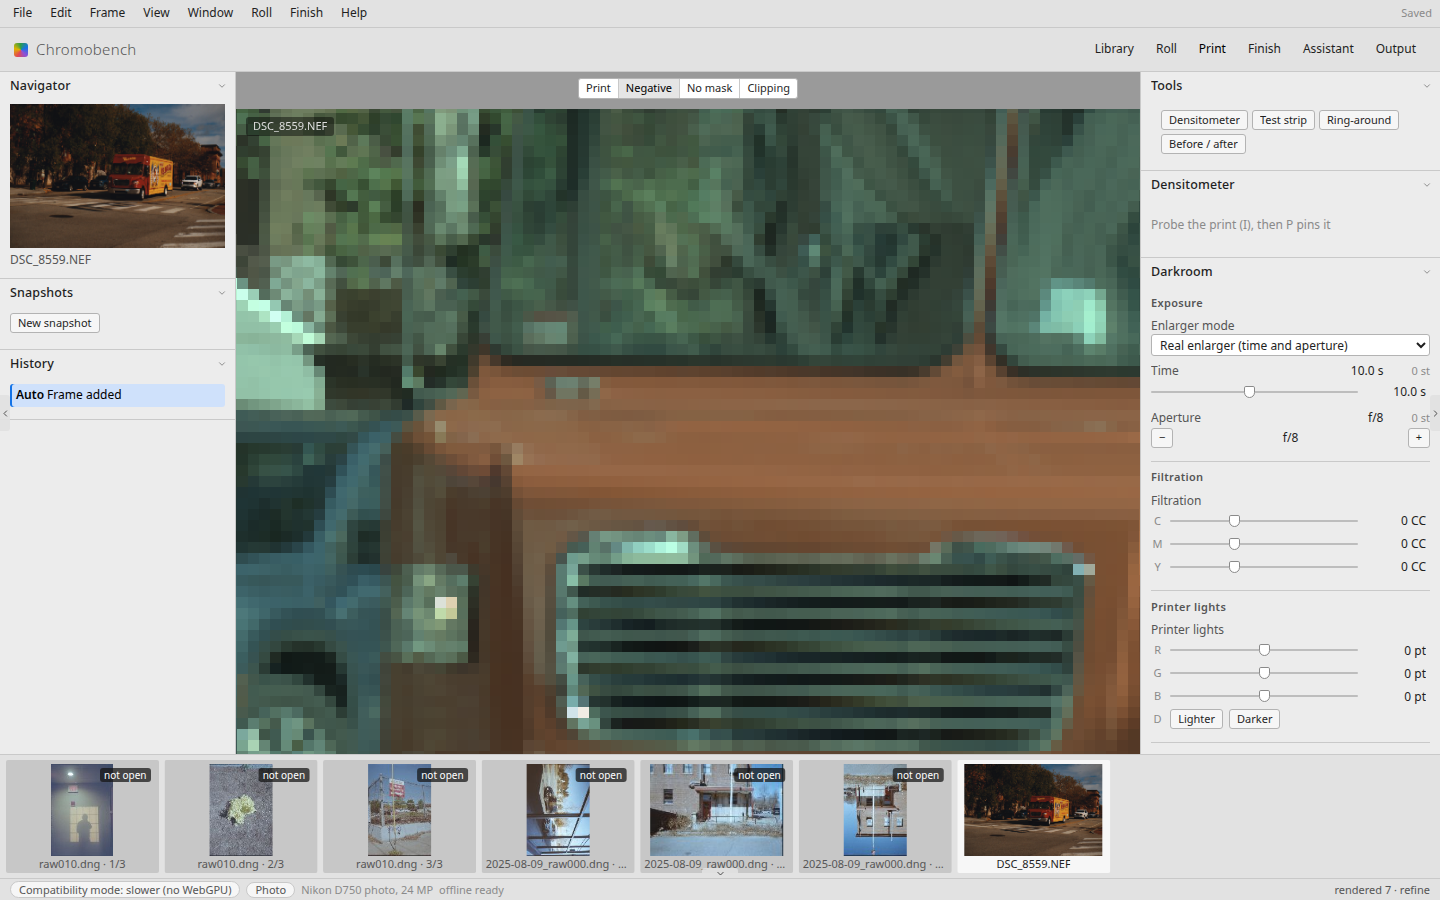 File Edit Frame View Window Roll Finish Help Saved
Chromobench Library Roll Print Finish Assistant Output
Navigator
DSC_8559.NEF
Snapshots
New snapshot
History
Auto Frame added
Print Negative No mask Clipping
DSC_8559.NEF
Tools
Densitometer Test strip Ring-around
Before / after
Densitometer
Probe the print (I), then P pins it
Darkroom
Exposure
Enlarger mode
Real enlarger (time and aperture)
Time 10.0 s 0 st
10.0 s
Aperture f/8 0 st
− f/8 +
Filtration
Filtration
C 0 CC
M 0 CC
Y 0 CC
Printer lights
Printer lights
R 0 pt
G 0 pt
B 0 pt
D Lighter Darker
not open not open not open not open not open not open
raw010.dng · 1/3 raw010.dng · 2/3 raw010.dng · 3/3 2025-08-09_raw000.dng · ... 2025-08-09_raw000.dng · ... 2025-08-09_raw000.dng · ... DSC_8559.NEF
Compatibility mode: slower (no WebGPU) Photo Nikon D750 photo, 24 MP offline ready rendered 7 · refine